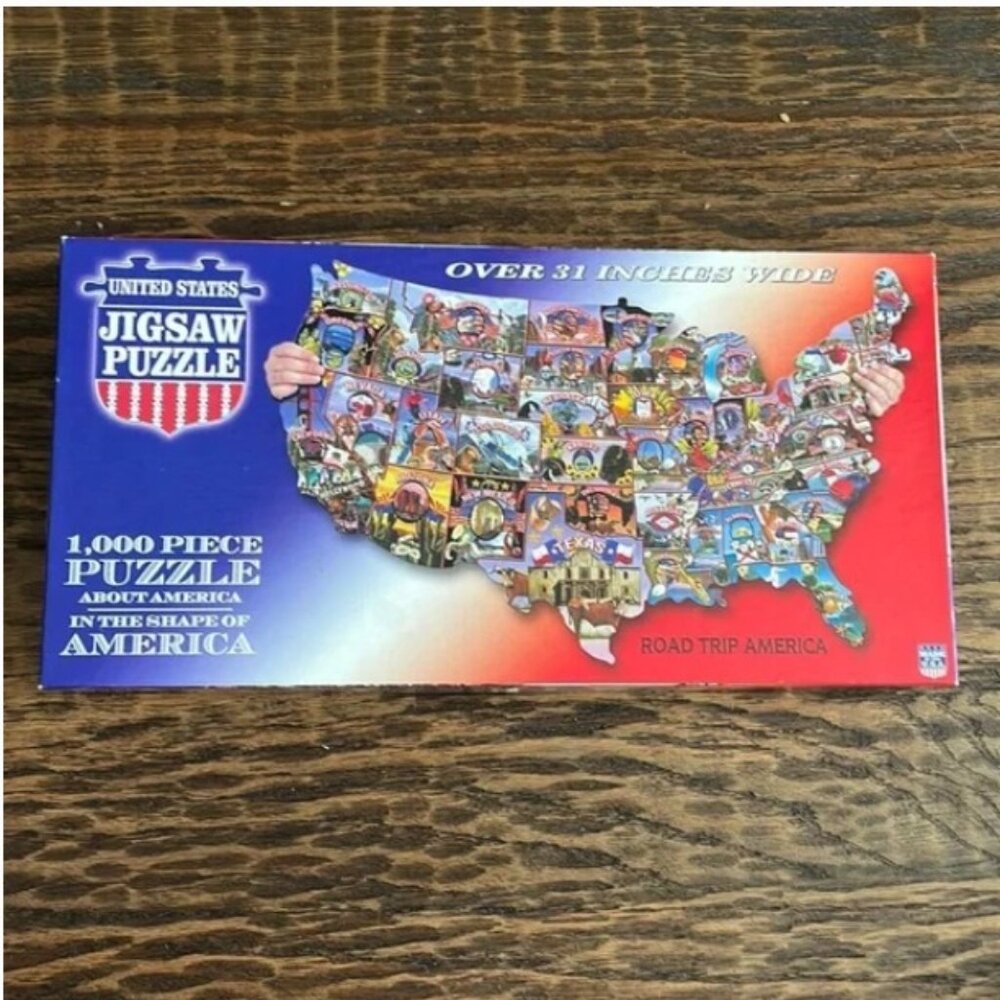 OVER 31 INCHES WIDE
UNITED STATES
JIGSAW
PUZZLE
TEXAS
1,000 PIECE
PUZZLE
ABOUT AMERICA
IN THE SHAPE OF
AMERICA
ROAD TRIP AMERICA